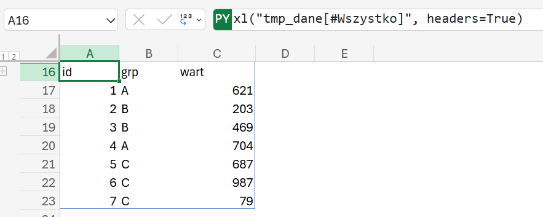 A16 123 PY xl("tmp_dane[#Wszystko]", headers=True)
1 2 A B C D E
16 id grp wart
17 1 A 621
18 2 B 203
19 3 B 469
20 4 A 704
21 5 C 687
22 6 C 987
23 7 C 79